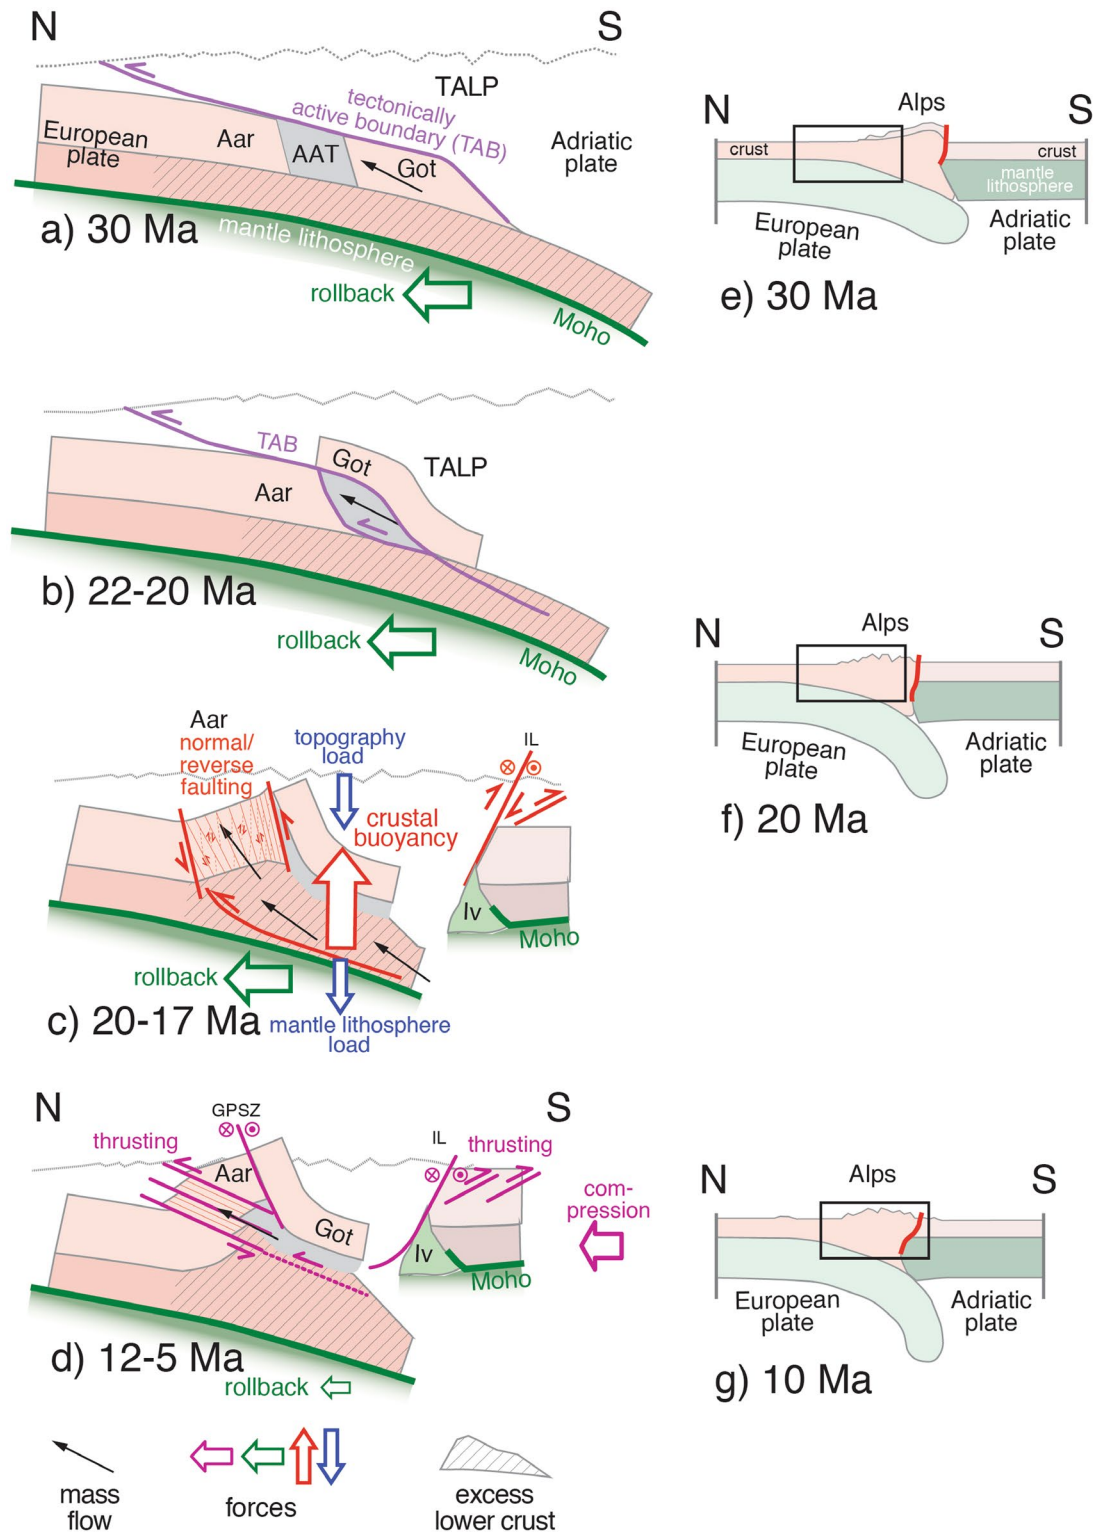 N
S
TALP
tectonically
active boundary (TAB)
European
plate
Aar
AAT
Got
Adriatic
plate
a) 30 Ma
mantle lithosphere
rollback
Moho
N
Alps
S
crust
crust
mantle
lithosphere
European
plate
Adriatic
plate
e) 30 Ma
TAB
Got
TALP
Aar
b) 22-20 Ma
rollback
Moho
N
Alps
S
European
plate
Adriatic
plate
f) 20 Ma
Aar
normal/
reverse
faulting
topography
load
IL
crustal
buoyancy
Iv
Moho
rollback
c) 20-17 Ma
mantle lithosphere
load
N
S
GPSZ
IL
thrusting
thrusting
Aar
Got
com-
pression
Iv
Moho
d) 12-5 Ma
rollback
N
Alps
S
European
plate
Adriatic
plate
g) 10 Ma
mass
flow
forces
excess
lower crust